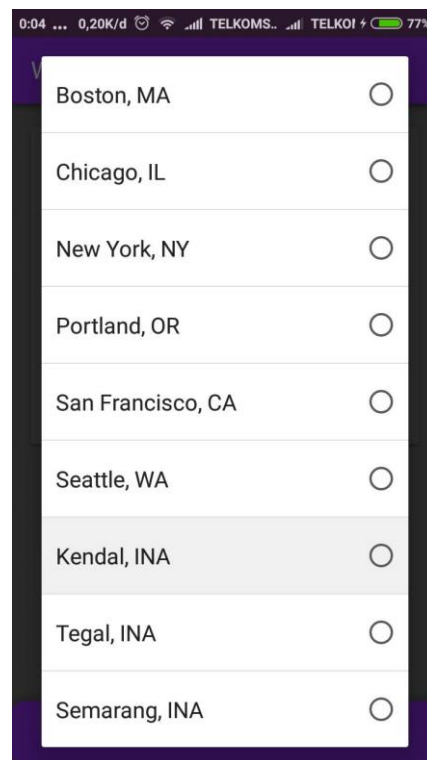 0:04 ... 0,20K/d TELKOMS.. TELKOI 77%
W
Boston, MA
Chicago, IL
New York, NY
Portland, OR
San Francisco, CA
Seattle, WA
Kendal, INA
Tegal, INA
Semarang, INA